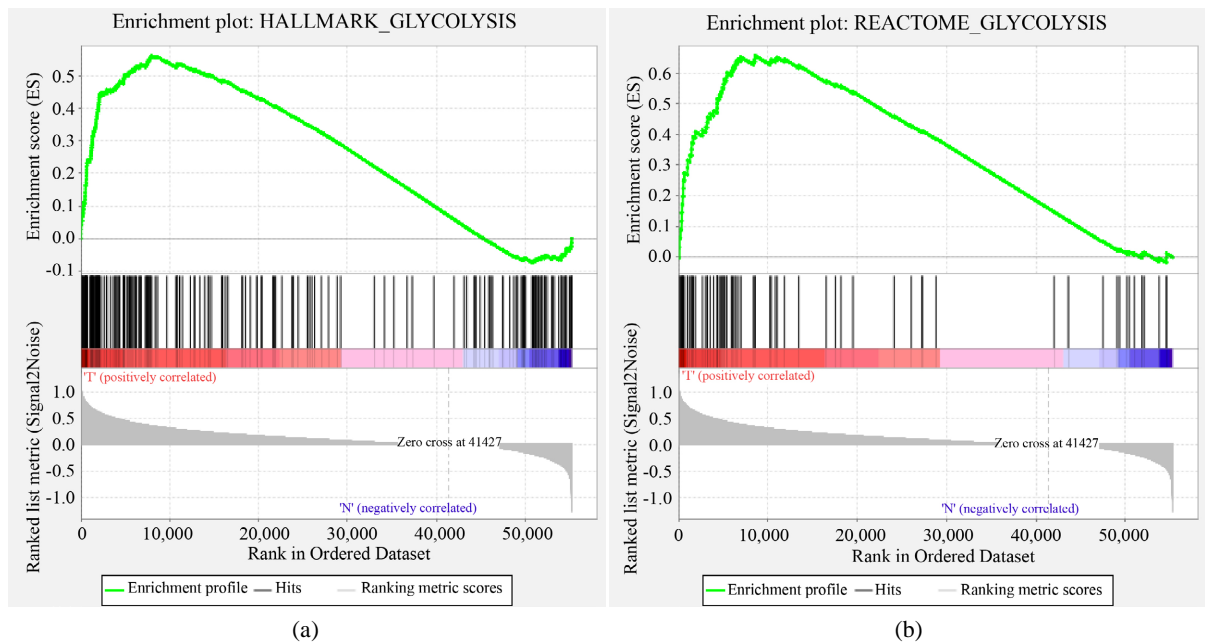 Enrichment plot: HALLMARK_GLYCOLYSIS
Enrichment score (ES)
0.5
0.4
0.3
0.2
0.1
0.0
-0.1
'T' (positively correlated)
Ranked list metric (Signal2Noise)
1.0
0.5
0.0
-0.5
-1.0
Zero cross at 41427
'N' (negatively correlated)
0 10,000 20,000 30,000 40,000 50,000
Rank in Ordered Dataset
Enrichment profile Hits Ranking metric scores
(a)
Enrichment plot: REACTOME_GLYCOLYSIS
Enrichment score (ES)
0.6
0.5
0.4
0.3
0.2
0.1
0.0
'T' (positively correlated)
Ranked list metric (Signal2Noise)
1.0
0.5
0.0
-0.5
-1.0
Zero cross at 41427
'N' (negatively correlated)
0 10,000 20,000 30,000 40,000 50,000
Rank in Ordered Dataset
Enrichment profile Hits Ranking metric scores
(b)